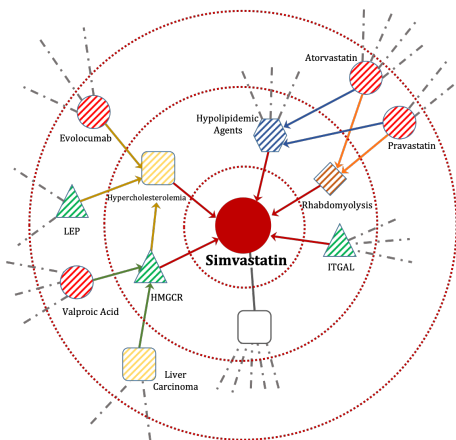 Atorvastatin
Evolocumab
Hypolipidemic
Agents
Pravastatin
Hypercholesterolemia
Rhabdomyolysis
LEP
Simvastatin
ITGAL
Valproic Acid
HMGCR
Liver
Carcinoma